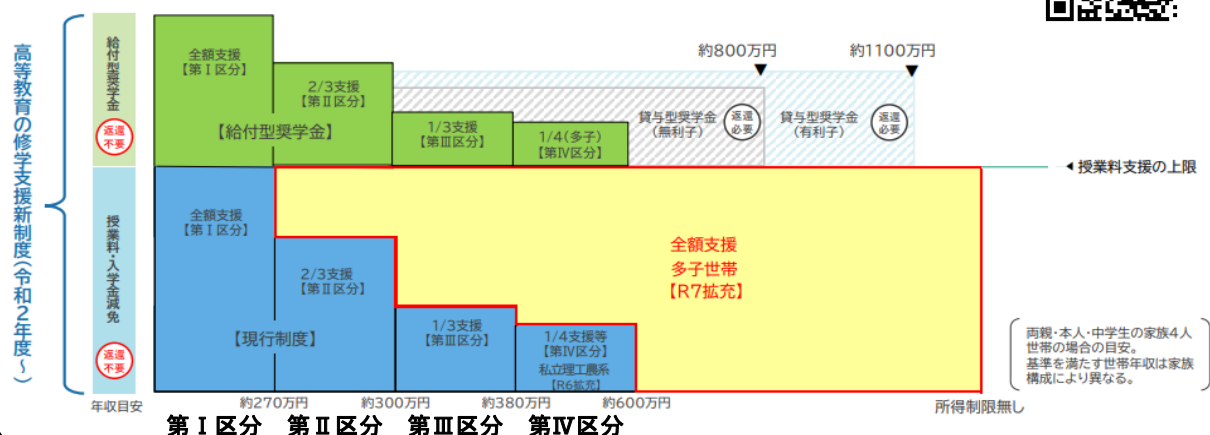 高等教育の修学支援新制度(令和2年度~)
給付型奨学金
返還
不要
全額支援
【第Ⅰ区分】
2/3支援
【第Ⅱ区分】
【給付型奨学金】
1/3支援
【第Ⅲ区分】
1/4(多子)
【第Ⅳ区分】
貸与型奨学金
(無利子)
返還
必要
約800万円
▼
貸与型奨学金
(有利子)
返還
必要
約1100万円
▼
◀ 授業料支援の上限
授業料・入学金減免
返還
不要
全額支援
【第Ⅰ区分】
2/3支援
【第Ⅱ区分】
【現行制度】
1/3支援
【第Ⅲ区分】
1/4支援等
【第Ⅳ区分】
私立理工農系
【R6拡充】
全額支援
多子世帯
【R7拡充】
両親・本人・中学生の家族4人
世帯の場合の目安。
基準を満たす世帯年収は家族
構成により異なる。
年収目安
約270万円
約300万円
約380万円
約600万円
所得制限無し
第Ⅰ区分
第Ⅱ区分
第Ⅲ区分
第Ⅳ区分